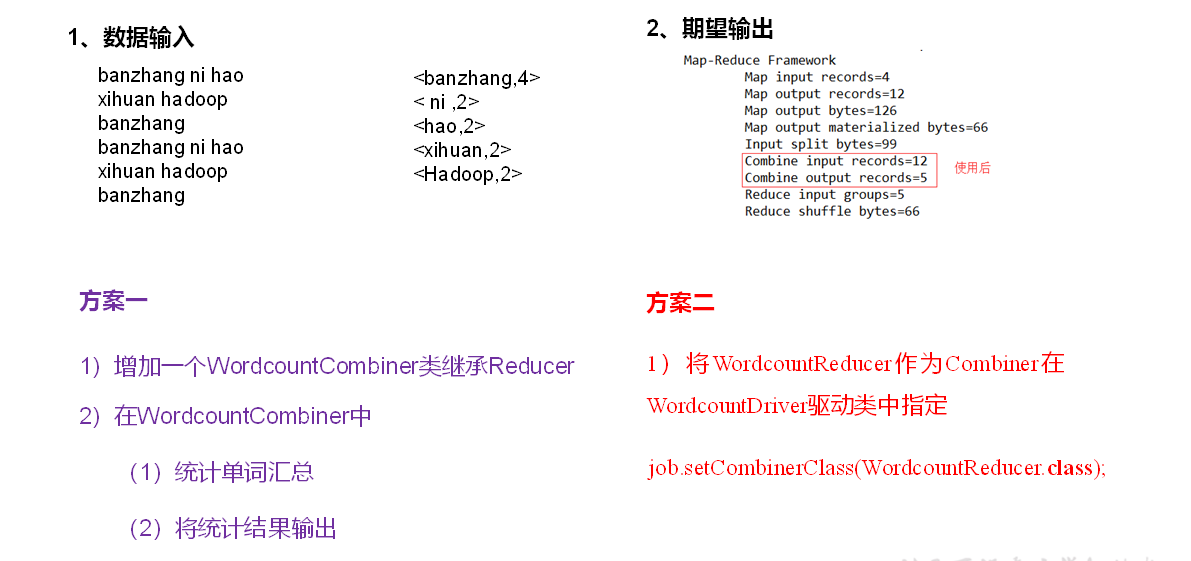 1、数据输入
banzhang ni hao
xihuan hadoop
banzhang
banzhang ni hao
xihuan hadoop
banzhang
<banzhang,4>
< ni ,2>
<hao,2>
<xihuan,2>
<Hadoop,2>
2、期望输出
Map-Reduce Framework
Map input records=4
Map output records=12
Map output bytes=126
Map output materialized bytes=66
Input split bytes=99
Combine input records=12
Combine output records=5
使用后
Reduce input groups=5
Reduce shuffle bytes=66
方案一
1）增加一个WordcountCombiner类继承Reducer
2）在WordcountCombiner中
（1）统计单词汇总
（2）将统计结果输出
方案二
1）将WordcountReducer作为Combiner在
WordcountDriver驱动类中指定
job.setCombinerClass(WordcountReducer.class);